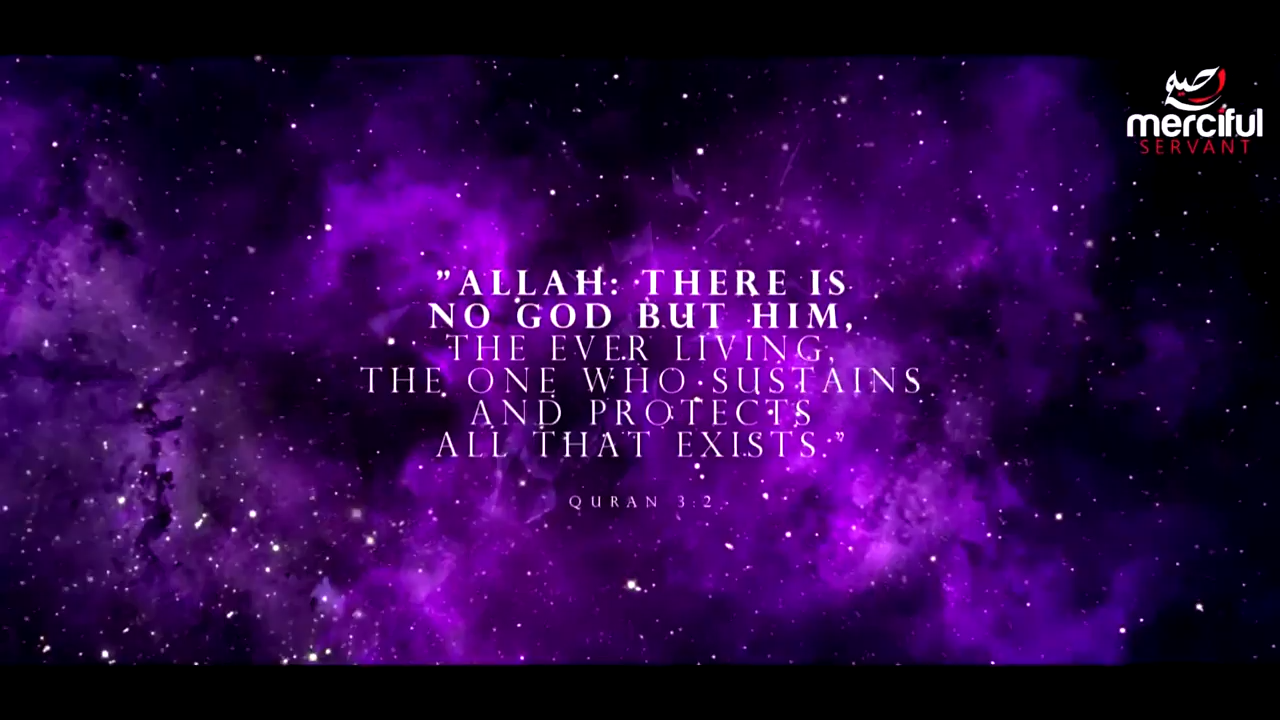 رحيم
merciful
SERVANT
"ALLAH: THERE IS
NO GOD BUT HIM,
THE EVER LIVING,
THE ONE WHO SUSTAINS
AND PROTECTS
ALL THAT EXISTS."
QURAN 3:2